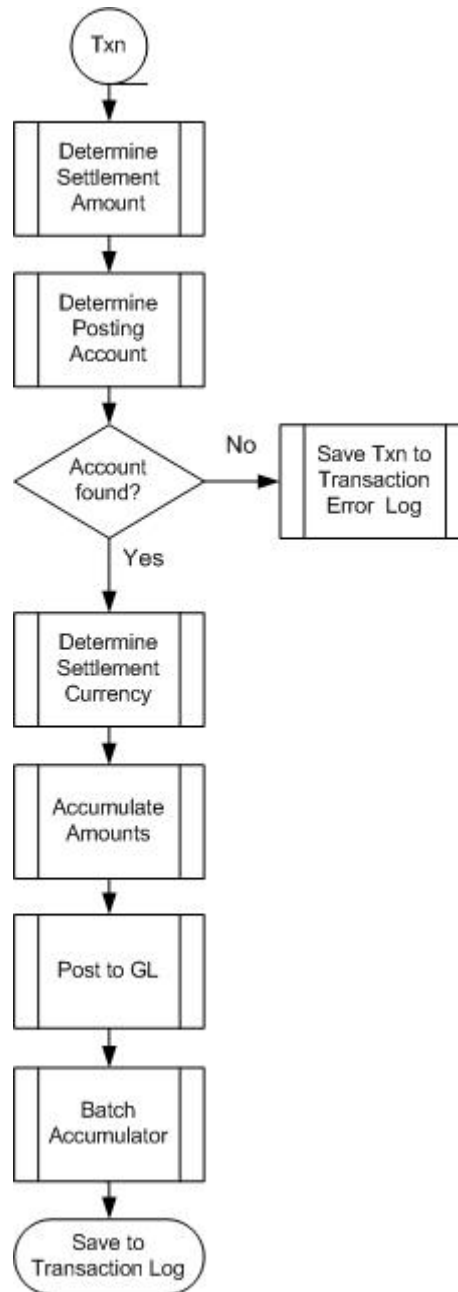 Txn
Determine
Settlement
Amount
Determine
Posting
Account
Account
found?
No
Save Txn to
Transaction
Error Log
Yes
Determine
Settlement
Currency
Accumulate
Amounts
Post to GL
Batch
Accumulator
Save to
Transaction Log